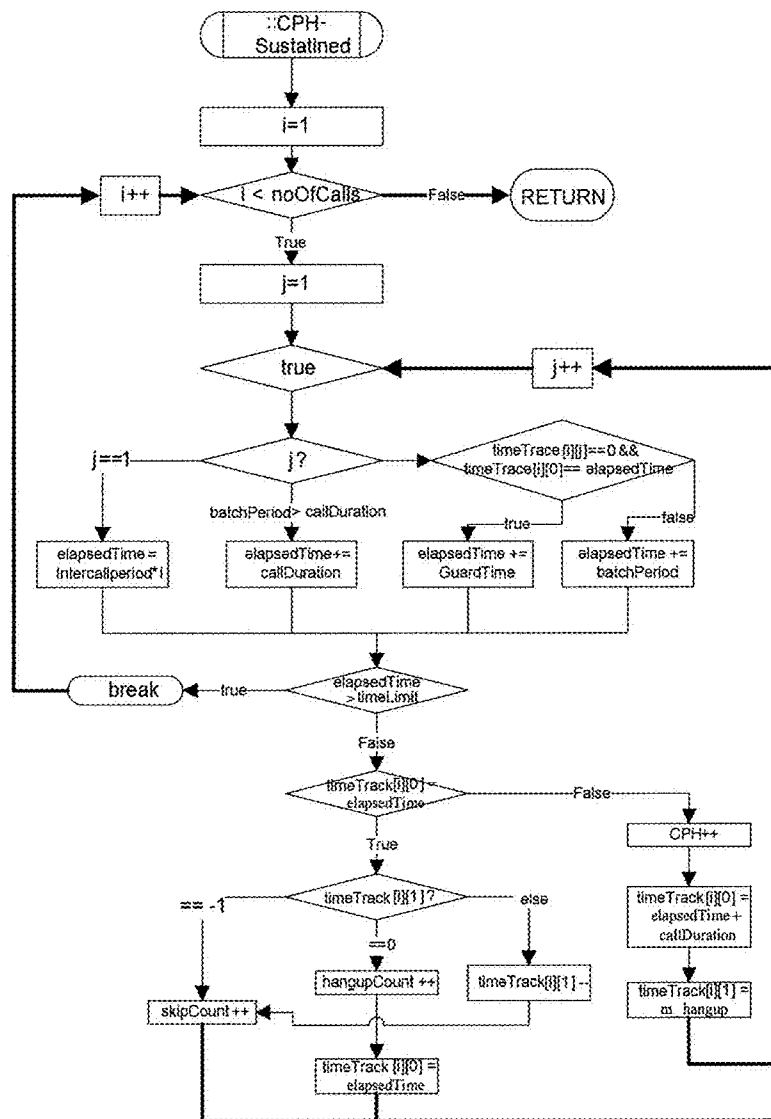 ::CPH-
Sustatined
i=1
i++
i < noOfCalls
False
RETURN
True
j=1
true
j++
j==1
j?
timeTrace[i][j]==0 &&
timeTrace[i][0]== elapsedTime
batchPeriod> callDuration
true
false
elapsedTime =
Intercallperiod*i
elapsedTime+=
callDuration
elapsedTime +=
GuardTime
elapsedTime +=
batchPeriod
break
true
elapsedTime
>timeLimit
False
timeTrack[i][0] –
elapsedTime
False
True
CPH++
== -1
timeTrack[i][1]?
else
timeTrack[i][0] =
elapsedTime+
callDuration
==0
hangupCount ++
timeTrack[i][1] --
timeTrack[i][1] =
m_hangup
skipCount ++
timeTrack [i][0] =
elapsedTime